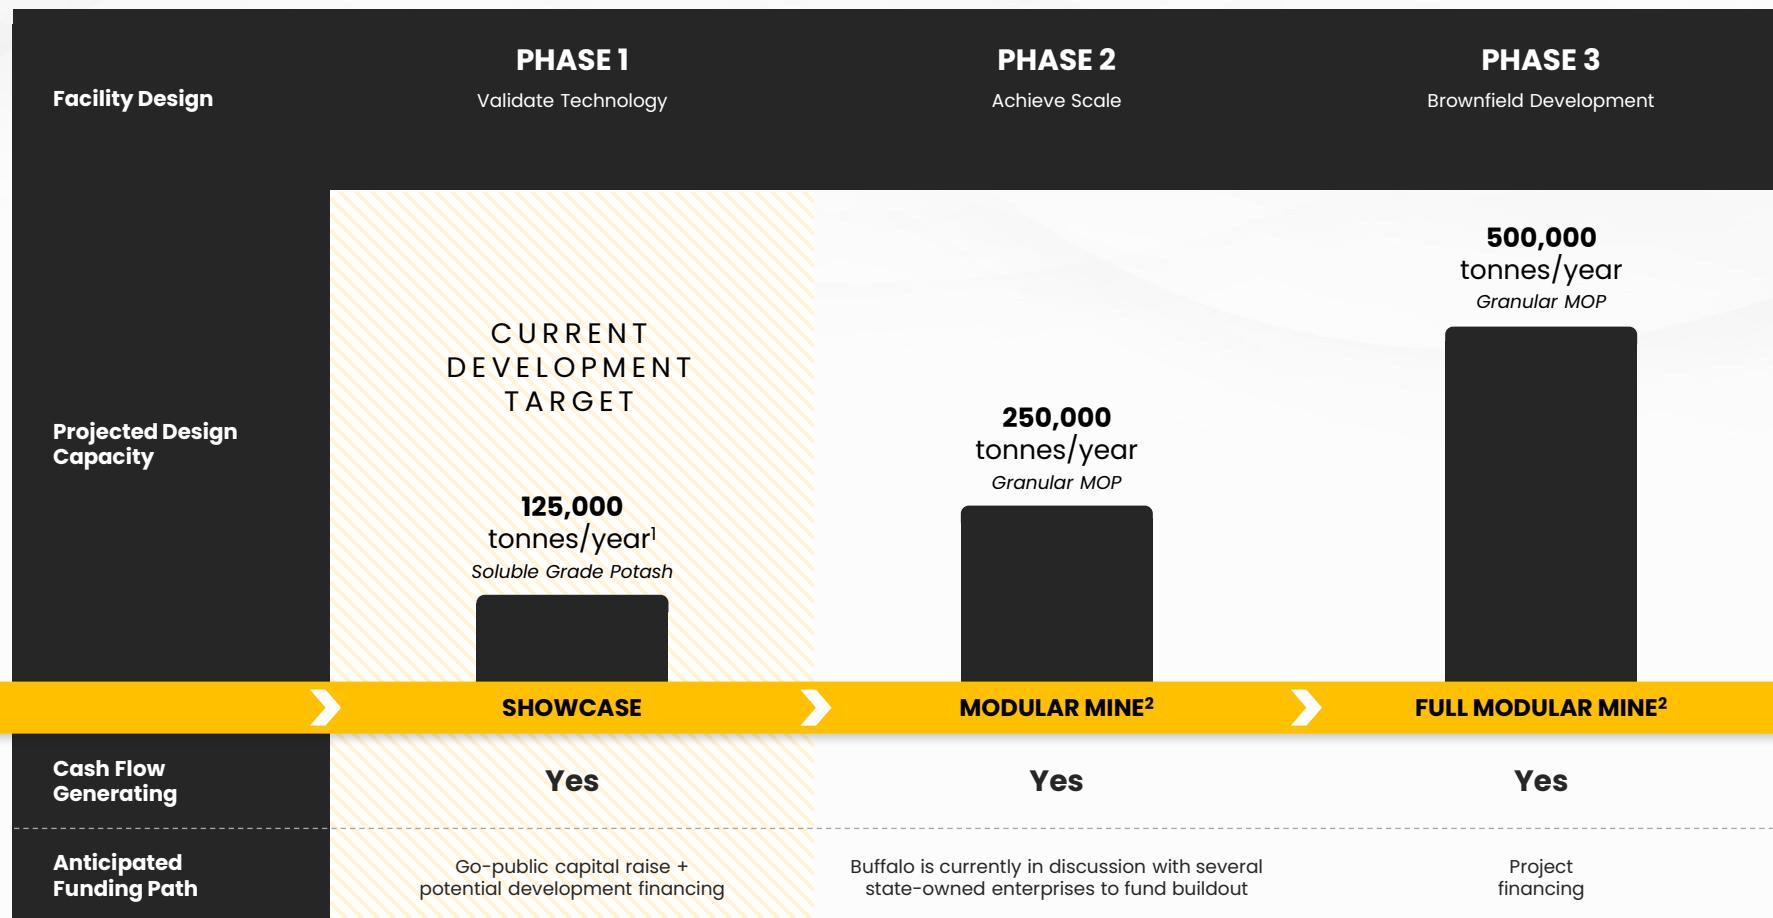 PHASE 1
PHASE 2
PHASE 3
Facility Design
Validate Technology
Achieve Scale
Brownfield Development
Projected Design
Capacity
CURRENT
DEVELOPMENT
TARGET
125,000
tonnes/year¹
Soluble Grade Potash
250,000
tonnes/year
Granular MOP
500,000
tonnes/year
Granular MOP
SHOWCASE
MODULAR MINE²
FULL MODULAR MINE²
Cash Flow
Generating
Yes
Yes
Yes
Anticipated
Funding Path
Go-public capital raise +
potential development financing
Buffalo is currently in discussion with several
state-owned enterprises to fund buildout
Project
financing